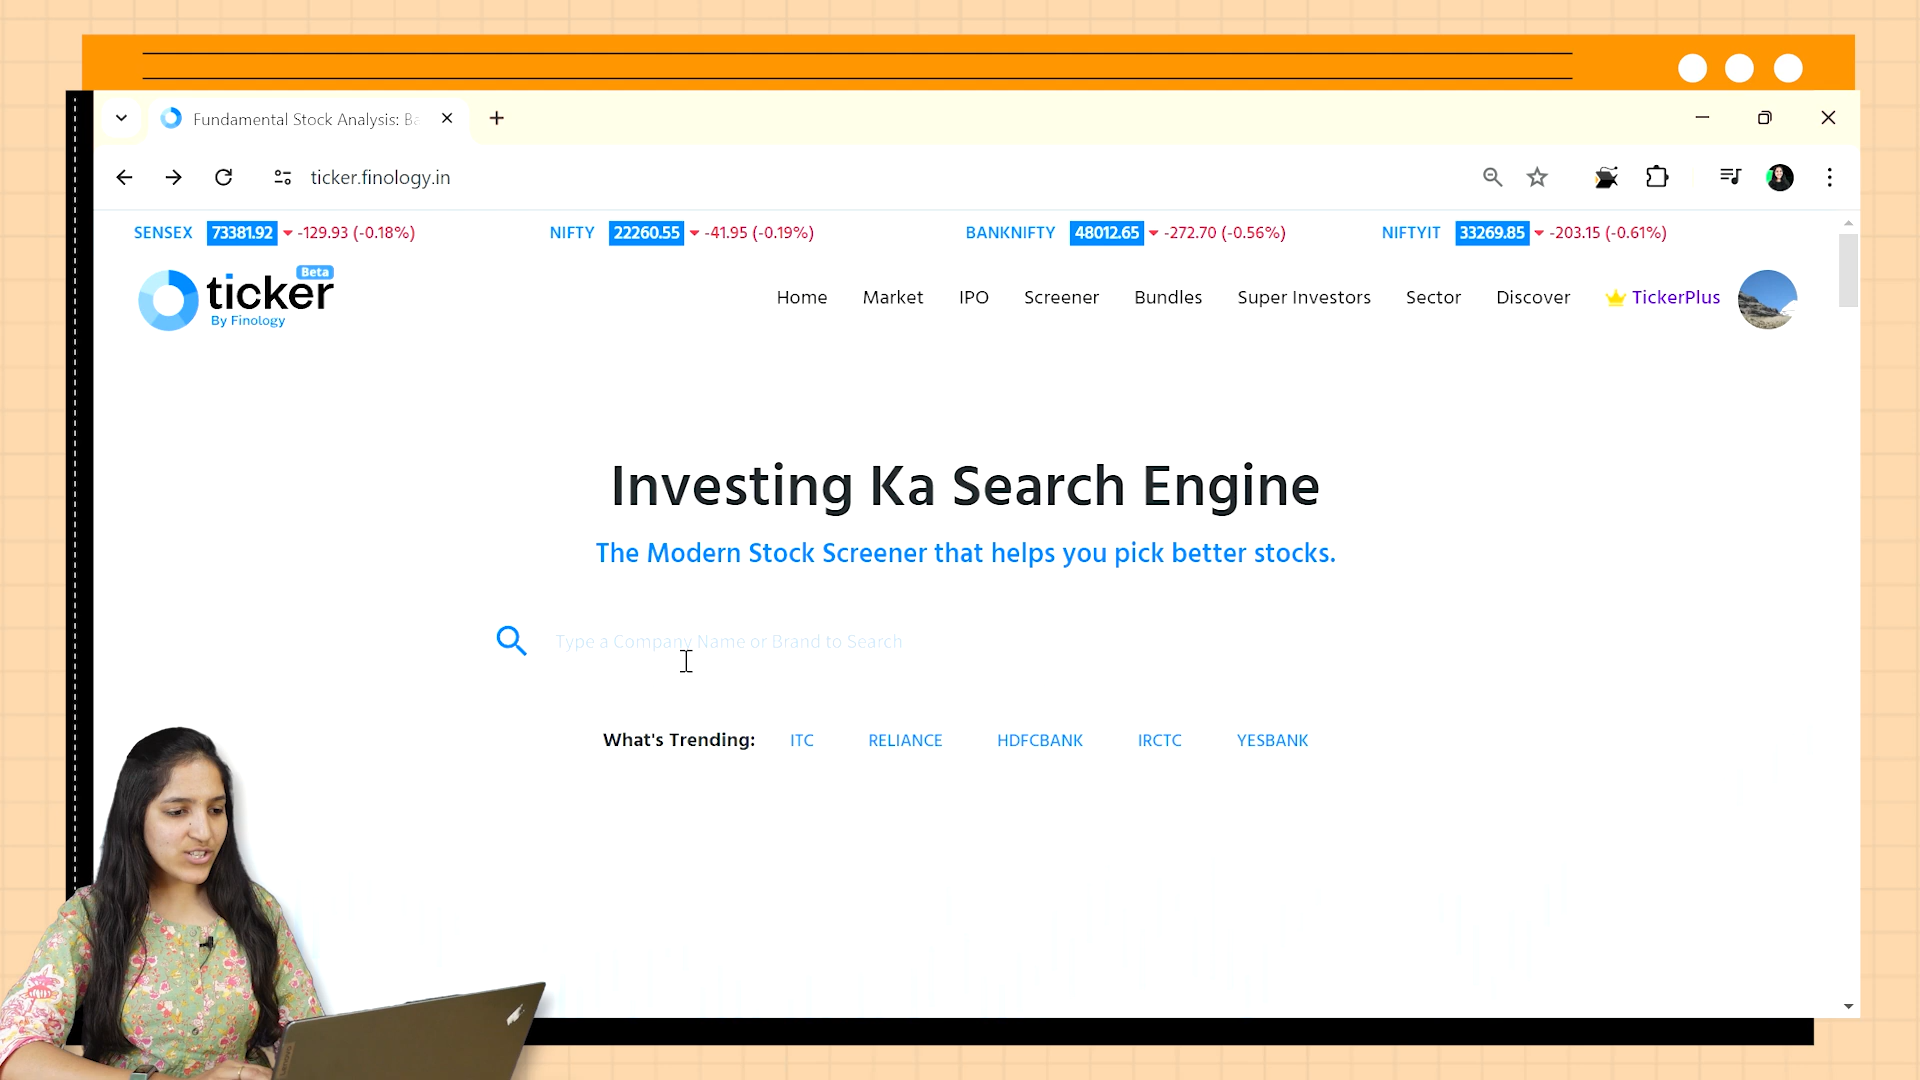 Fundamental Stock Analysis: Ba
ticker.finology.in
SENSEX 73381.92 -129.93 (-0.18%) NIFTY 22260.55 -41.95 (-0.19%) BANKNIFTY 48012.65 -272.70 (-0.56%) NIFTYIT 33269.85 -203.15 (-0.61%)
Beta
ticker
By Finology
Home Market IPO Screener Bundles Super Investors Sector Discover TickerPlus
Investing Ka Search Engine
The Modern Stock Screener that helps you pick better stocks.
Type a Company Name or Brand to Search
What's Trending: ITC RELIANCE HDFCBANK IRCTC YESBANK